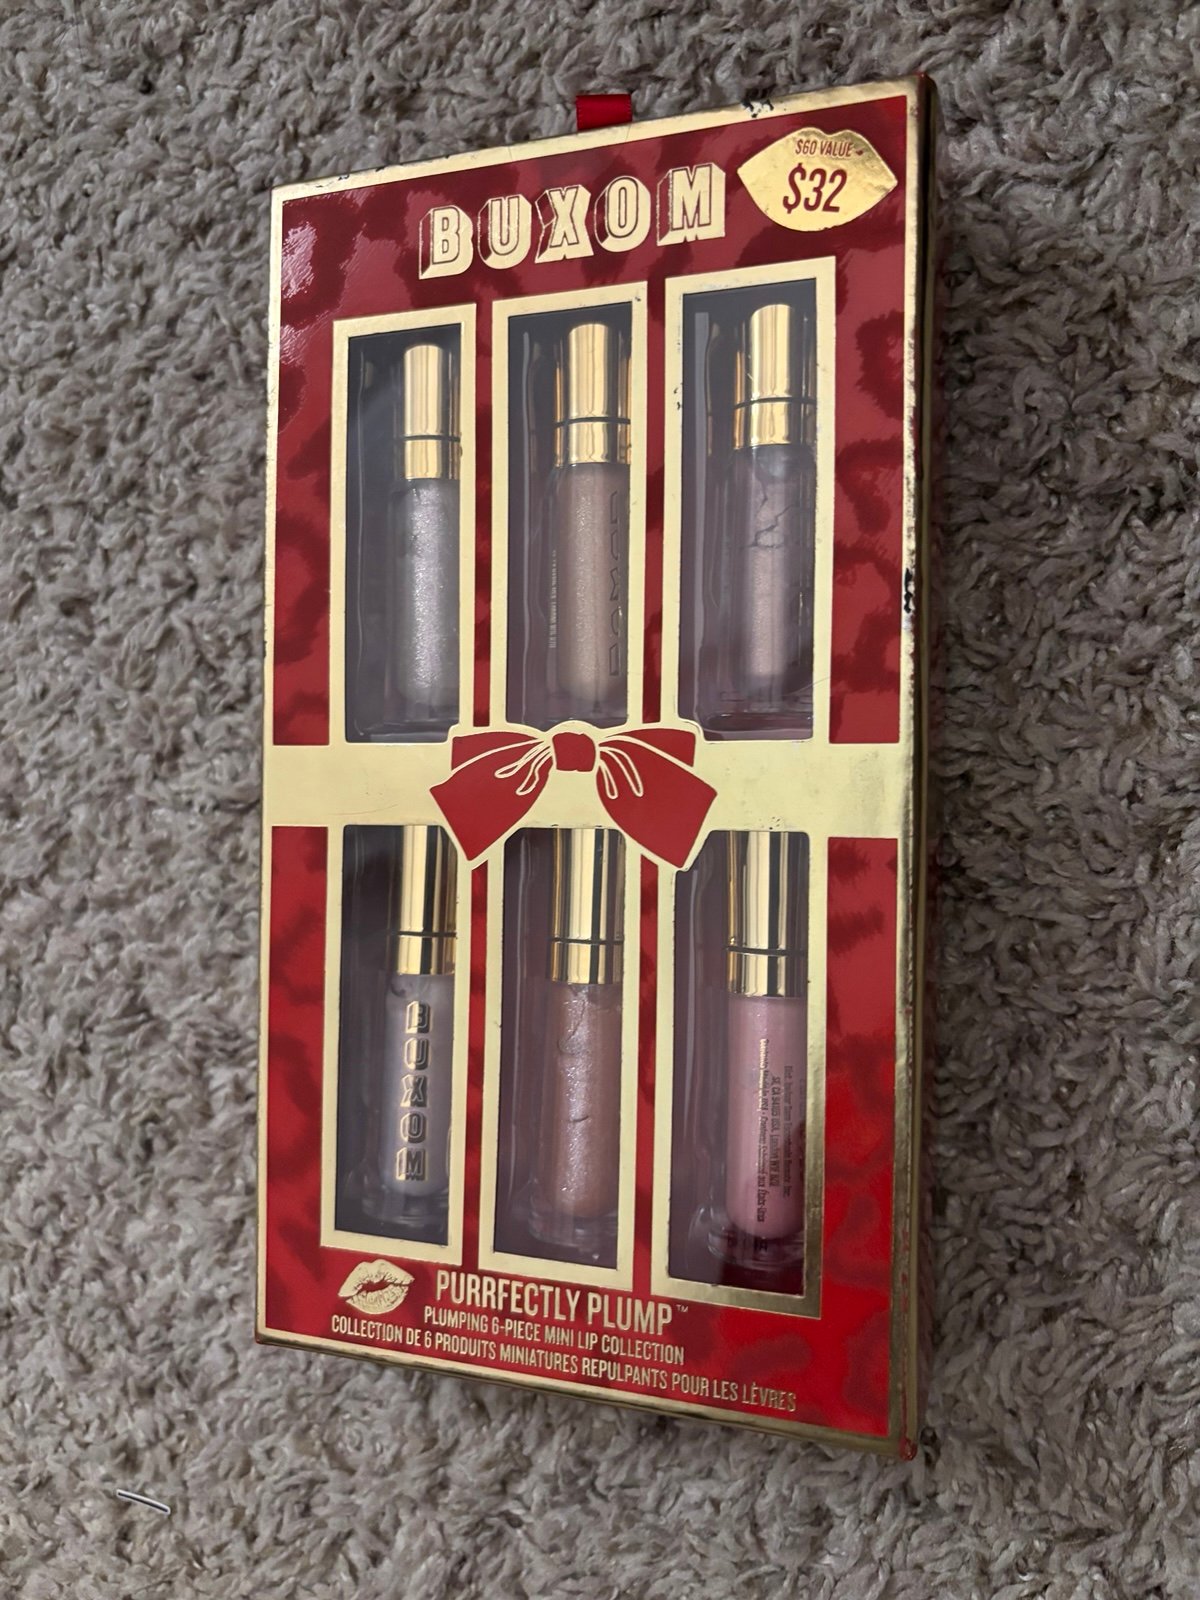 $60 VALUE
$32
BUXOM
BUXOM
BUXOM
PURRFECTLY PLUMP™
PLUMPING 6-PIECE MINI LIP COLLECTION
COLLECTION DE 6 PRODUITS MINIATURES REPULPANTS POUR LES LÈVRES